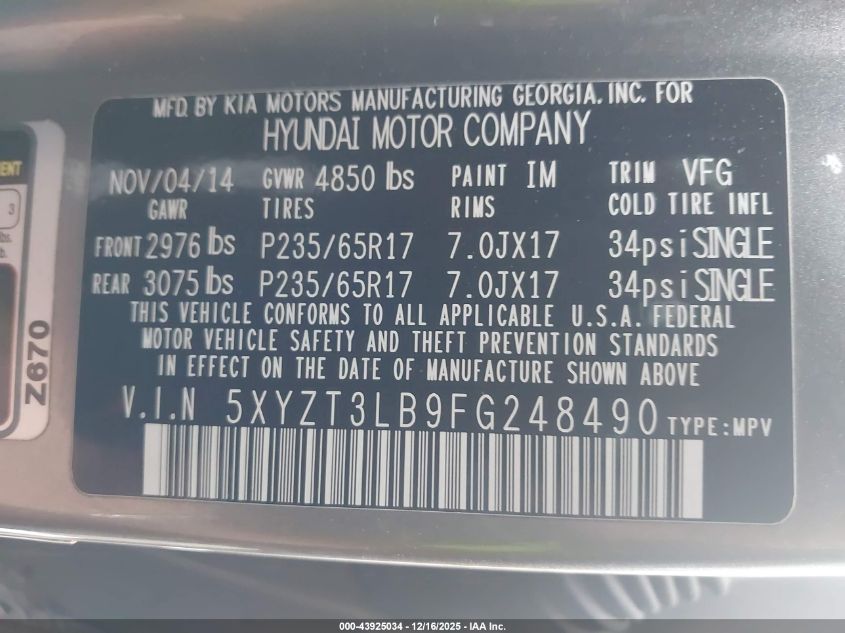 MFD. BY KIA MOTORS MANUFACTURING GEORGIA. INC. FOR
HYUNDAI MOTOR COMPANY
NOV/04/14 GVWR 4850 lbs PAINT IM TRIM VFG
GAWR TIRES RIMS COLD TIRE INFL
FRONT 2976 lbs P235/65R17 7.0JX17 34psi SINGLE
REAR 3075 lbs P235/65R17 7.0JX17 34psi SINGLE
THIS VEHICLE CONFORMS TO ALL APPLICABLE U.S.A. FEDERAL
MOTOR VEHICLE SAFETY AND THEFT PREVENTION STANDARDS
IN EFFECT ON THE DATE OF MANUFACTURE SHOWN ABOVE
V.I.N 5XYZT3LB9FG248490 TYPE:MPV
Z670
3
000-43925034 - 12/16/2025 - IAA Inc.